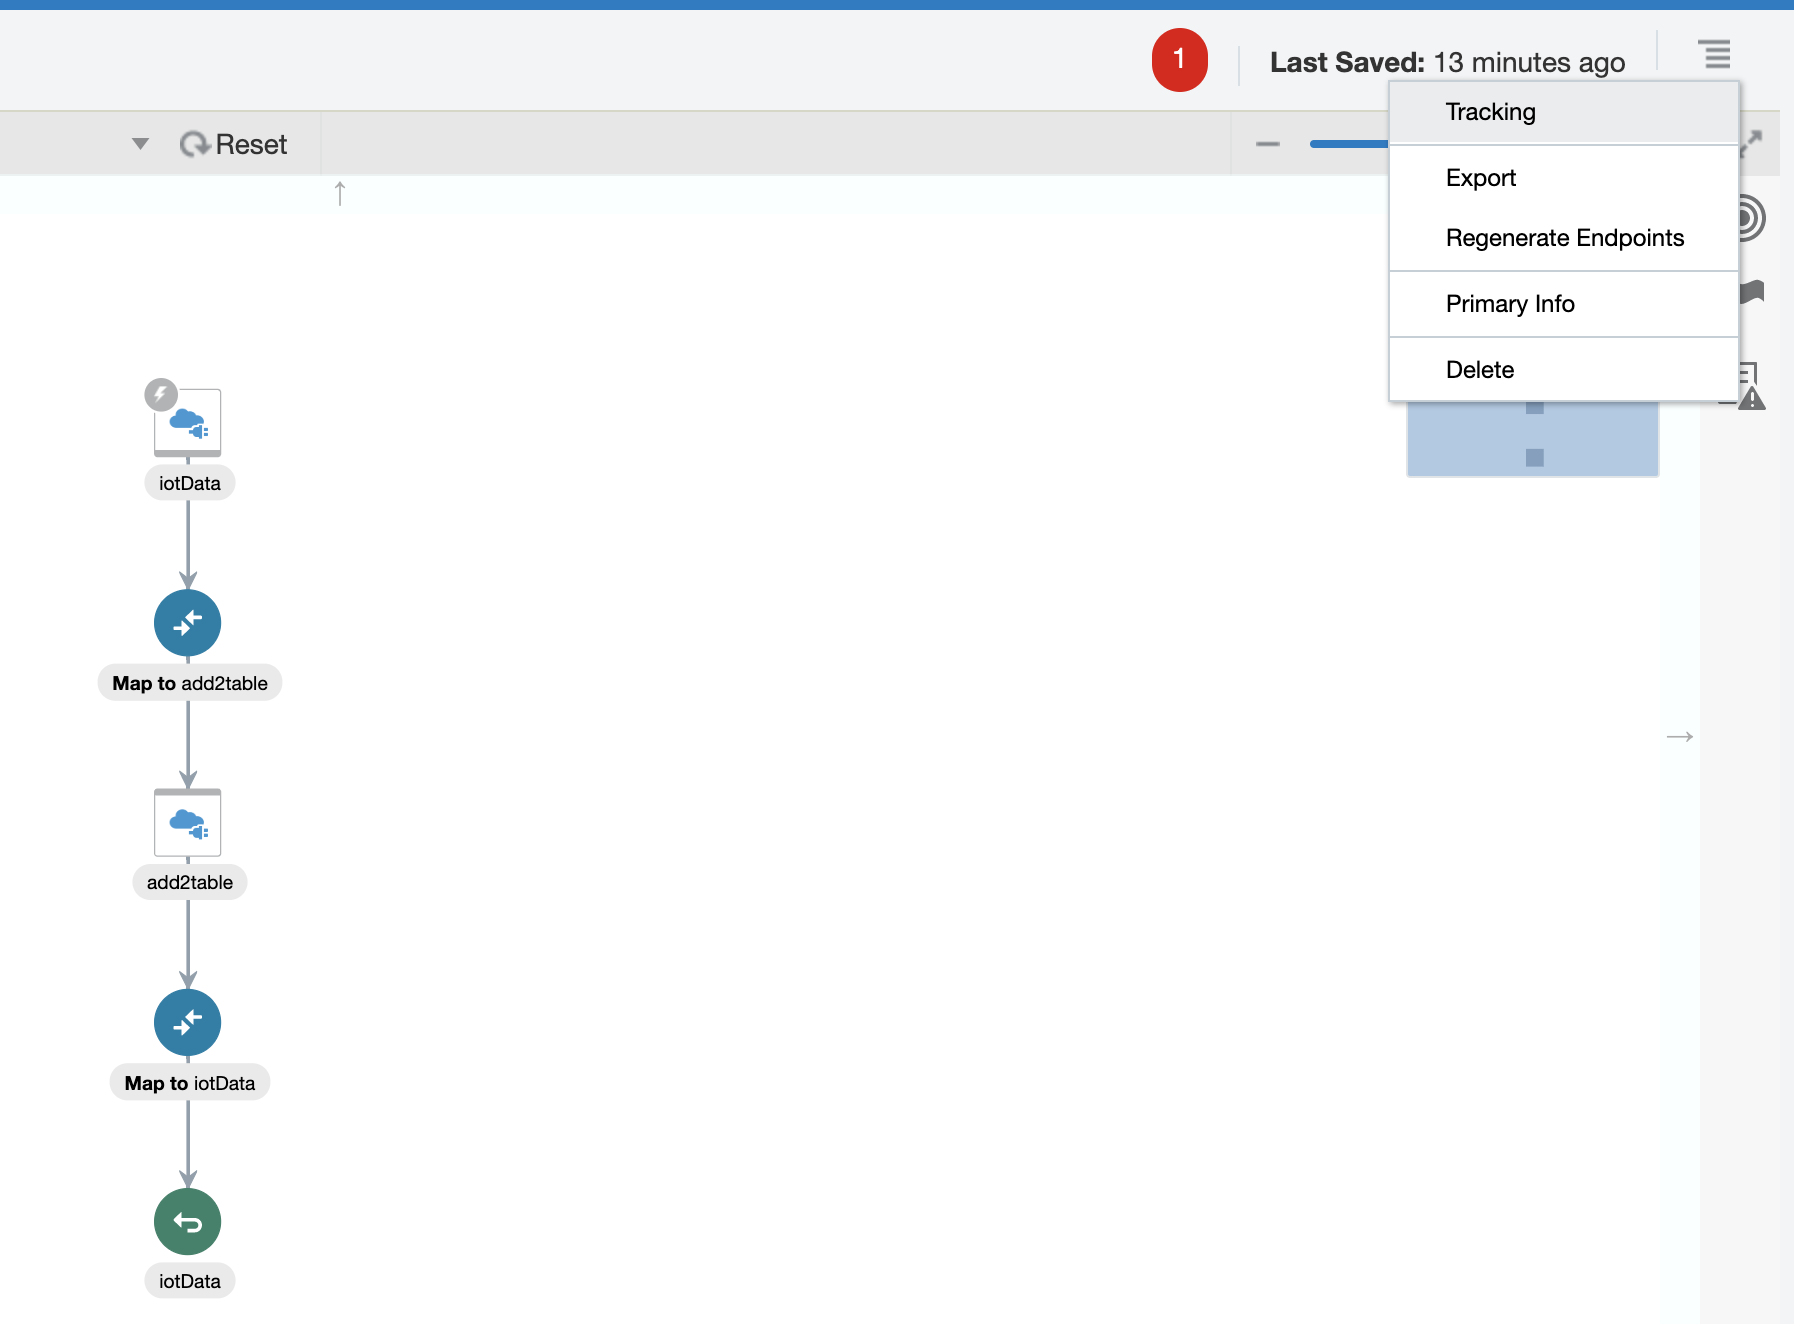 1
Last Saved: 13 minutes ago
Reset
Tracking
Export
Regenerate Endpoints
Primary Info
Delete
iotData
Map to add2table
add2table
Map to iotData
iotData